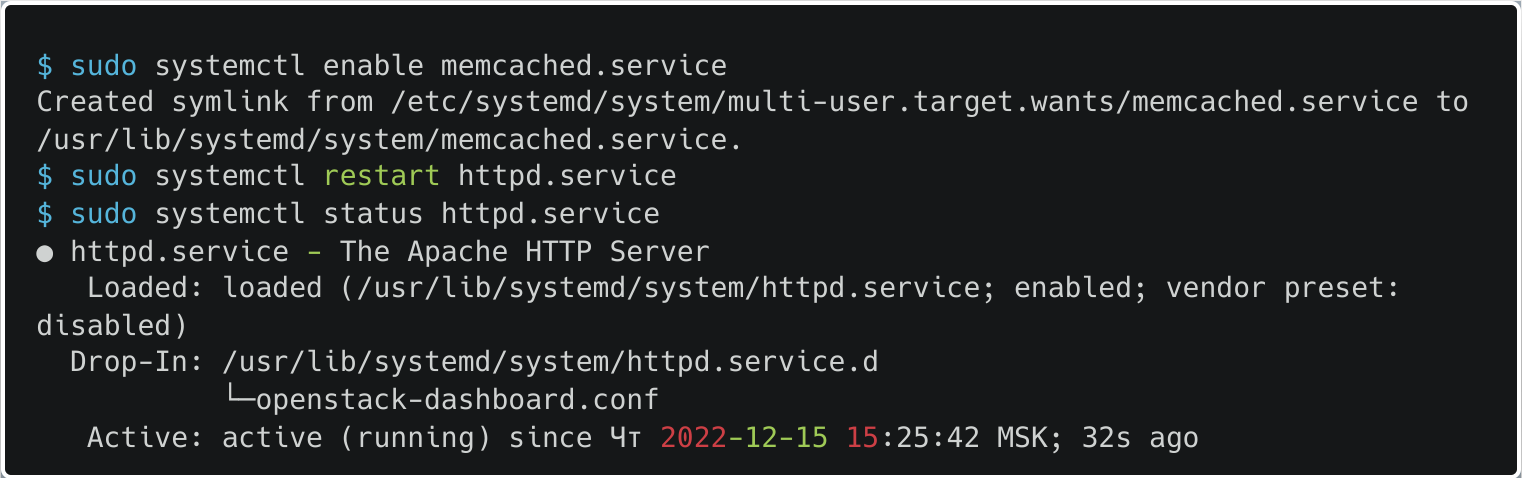 $ sudo systemctl enable memcached.service
Created symlink from /etc/systemd/system/multi-user.target.wants/memcached.service to
/usr/lib/systemd/system/memcached.service.
$ sudo systemctl restart httpd.service
$ sudo systemctl status httpd.service
● httpd.service - The Apache HTTP Server
   Loaded: loaded (/usr/lib/systemd/system/httpd.service; enabled; vendor preset:
disabled)
  Drop-In: /usr/lib/systemd/system/httpd.service.d
           └─openstack-dashboard.conf
   Active: active (running) since Чт 2022-12-15 15:25:42 MSK; 32s ago